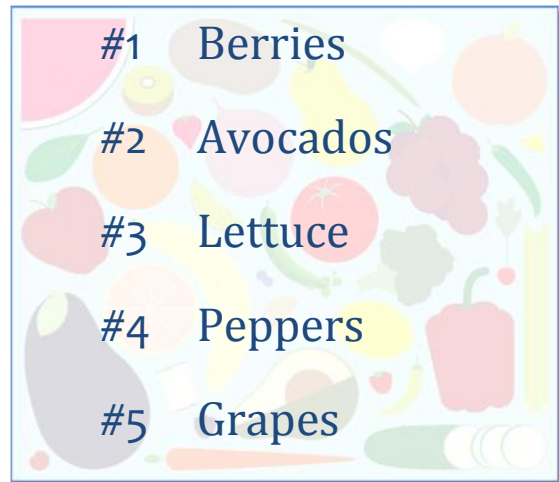 #1 Berries
#2 Avocados
#3 Lettuce
#4 Peppers
#5 Grapes